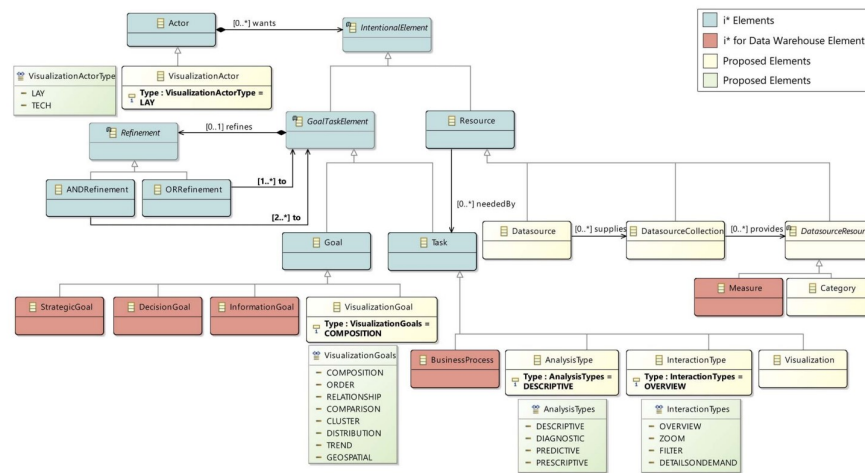 Actor
[0..*] wants
IntentionalElement
i* Elements
i* for Data Warehouse Element
Proposed Elements
Proposed Elements
VisualizationActorType
LAY
TECH
VisualizationActor
Type : VisualizationActorType =
LAY
Refinement
[0..1] refines
GoalTaskElement
Resource
ANDRefinement
ORRefinement
[1..*] to
[2..*] to
[0..*] neededBy
Goal
Task
Datasource
[0..*] supplies
DatasourceCollection
[0..*] provides
DatasourceResour
Measure
Category
StrategicGoal
DecisionGoal
InformationGoal
VisualizationGoal
Type : VisualizationGoals =
COMPOSITION
VisualizationGoals
COMPOSITION
ORDER
RELATIONSHIP
COMPARISON
CLUSTER
DISTRIBUTION
TREND
GEOSPATIAL
BusinessProcess
AnalysisType
Type : AnalysisTypes =
DESCRIPTIVE
InteractionType
Type : InteractionTypes =
OVERVIEW
Visualization
AnalysisTypes
DESCRIPTIVE
DIAGNOSTIC
PREDICTIVE
PRESCRIPTIVE
InteractionTypes
OVERVIEW
ZOOM
FILTER
DETAILSONDEMAND